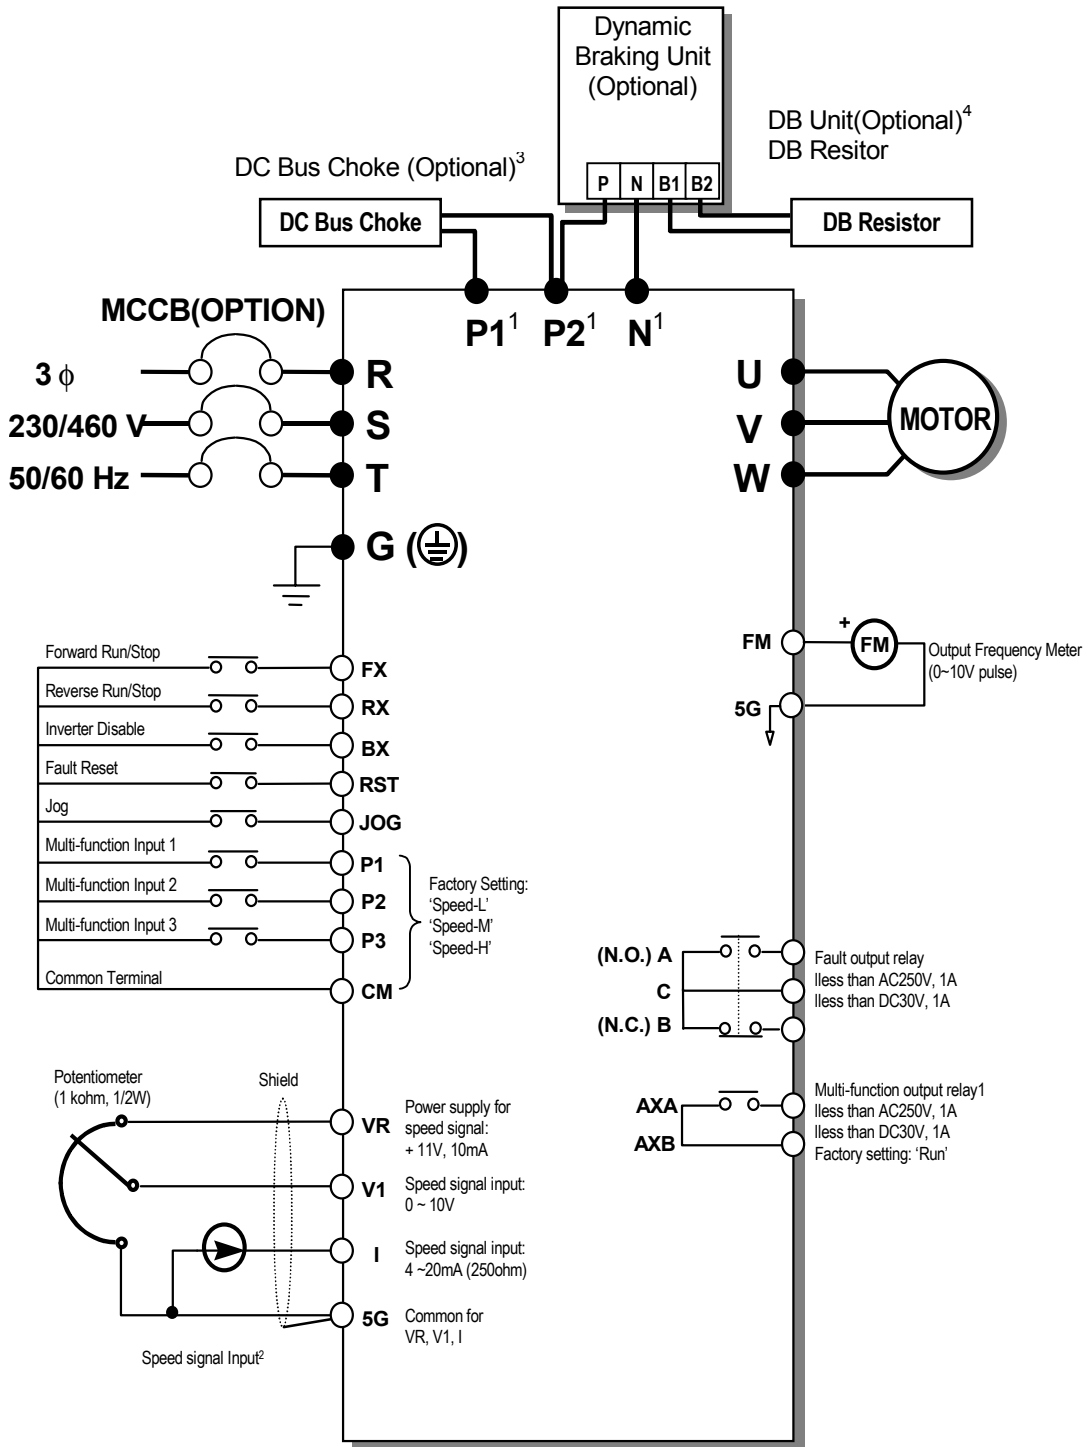 Dynamic
Braking Unit
(Optional)
DB Unit(Optional)4
DB Resitor
DC Bus Choke (Optional)3
P N B1 B2
DC Bus Choke
DB Resistor
MCCB(OPTION)
P11 P21 N1
3 ϕ
R
U
230/460 V
S
V
MOTOR
50/60 Hz
T
W
G ( )
Forward Run/Stop
FX
Reverse Run/Stop
RX
Inverter Disable
BX
Fault Reset
RST
Jog
JOG
Multi-function Input 1
P1
Multi-function Input 2
P2
Multi-function Input 3
P3
Common Terminal
CM
Factory Setting:
‘Speed-L’
‘Speed-M’
‘Speed-H’
FM
+
FM
Output Frequency Meter
(0~10V pulse)
5G
(N.O.) A
C
(N.C.) B
Fault output relay
lless than AC250V, 1A
lless than DC30V, 1A
AXA
AXB
Multi-function output relay1
lless than AC250V, 1A
lless than DC30V, 1A
Factory setting: ‘Run’
Potentiometer
(1 kohm, 1/2W)
Shield
VR
Power supply for
speed signal:
+ 11V, 10mA
V1
Speed signal input:
0 ~ 10V
I
Speed signal input:
4 ~20mA (250ohm)
5G
Common for
VR, V1, I
Speed signal Input2